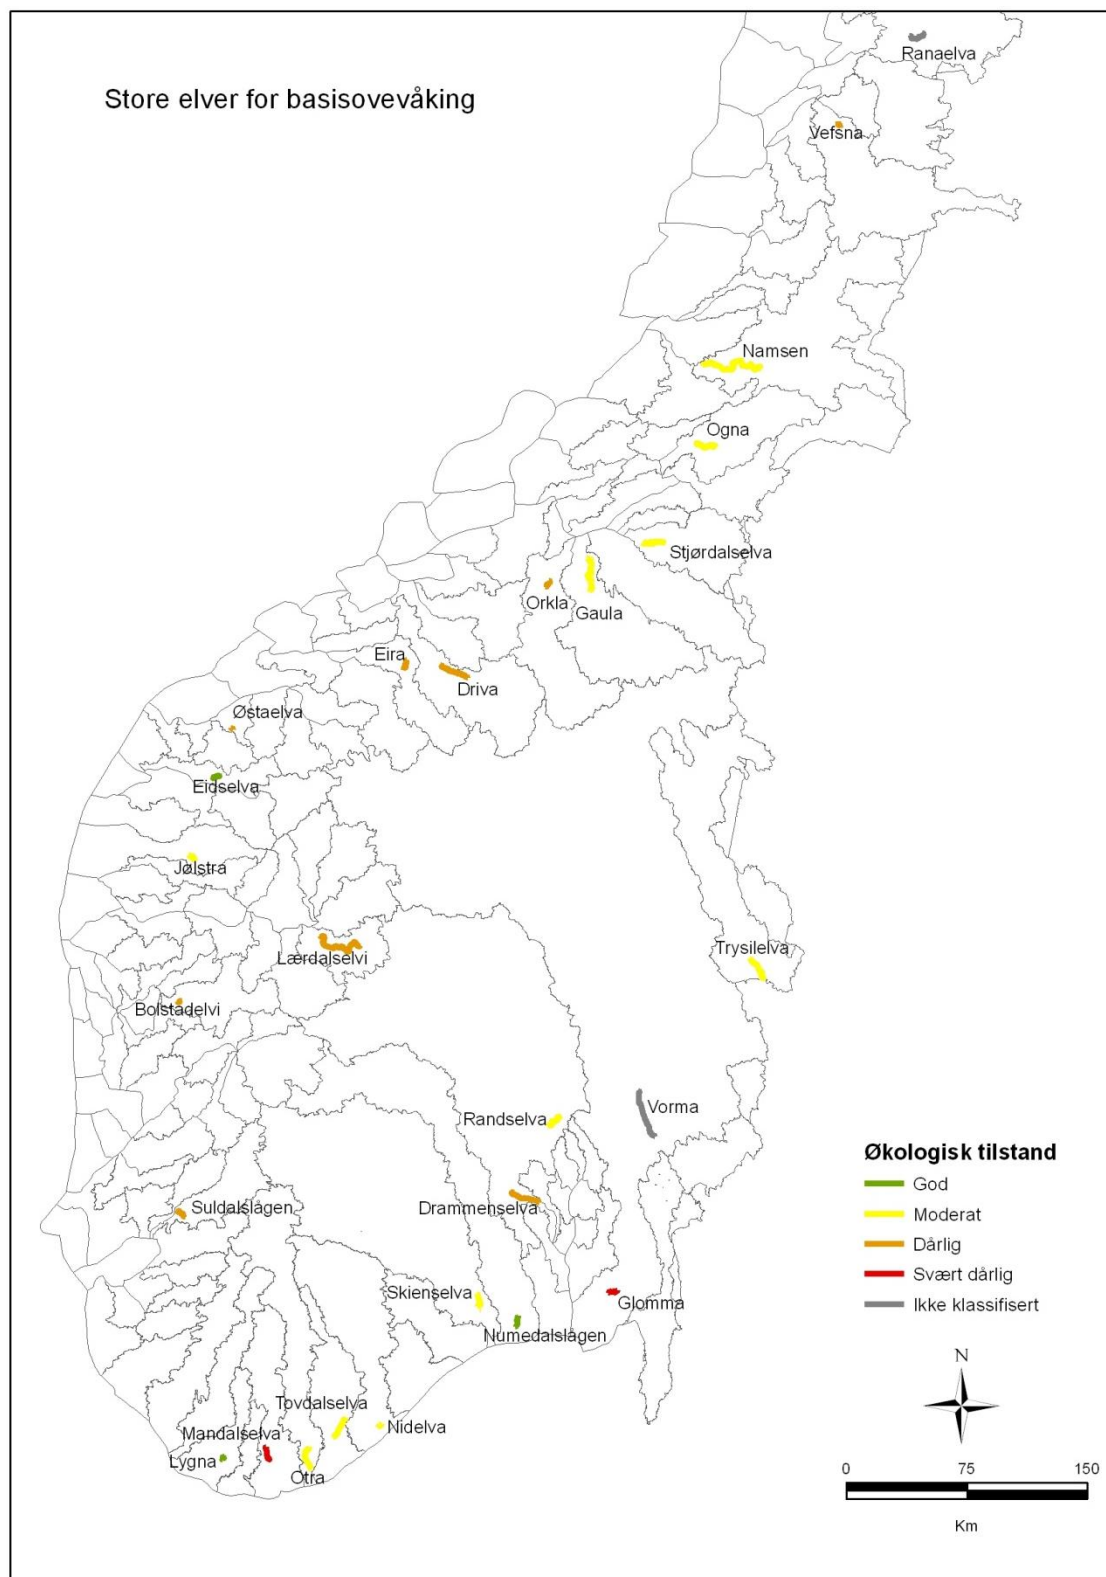 Ranaelva
Store elver for basisovevåking
Vefsna
Namsen
Ogna
Stjørdalselva
Orkla
Gaula
Eira
Driva
Østaelva
Eidselva
Jølstra
Trysilelva
Lærdalselvi
Bolstadelvi
Vorma
Randselva
Økologisk tilstand
God
Moderat
Dårlig
Svært dårlig
Ikke klassifisert
Suldalslågen
Drammenselva
Skienselva
Glomma
Numedalslågen
N
Tovdalselva
Mandalselva
Nidelva
Lygna
Otra
0 75 150
Km